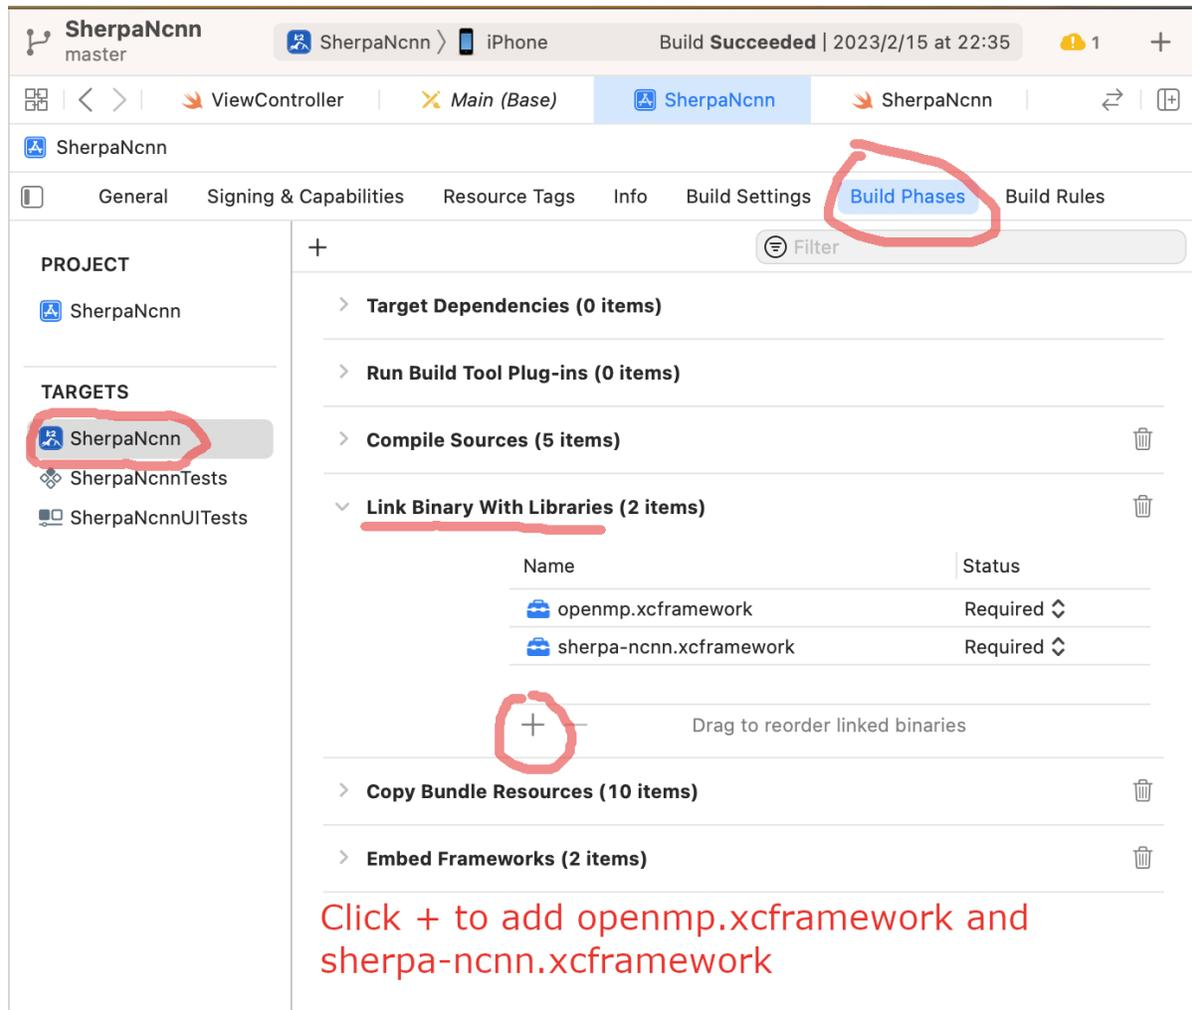 SherpaNcnn
master
SherpaNcnn 〉 iPhone
Build Succeeded | 2023/2/15 at 22:35
1
ViewController
Main (Base)
SherpaNcnn
SherpaNcnn
SherpaNcnn
General
Signing & Capabilities
Resource Tags
Info
Build Settings
Build Phases
Build Rules
Filter
PROJECT
SherpaNcnn
TARGETS
SherpaNcnn
SherpaNcnnTests
SherpaNcnnUITests
Target Dependencies (0 items)
Run Build Tool Plug-ins (0 items)
Compile Sources (5 items)
Link Binary With Libraries (2 items)
Name
Status
openmp.xcframework
Required
sherpa-ncnn.xcframework
Required
Drag to reorder linked binaries
Copy Bundle Resources (10 items)
Embed Frameworks (2 items)
Click + to add openmp.xcframework and
sherpa-ncnn.xcframework